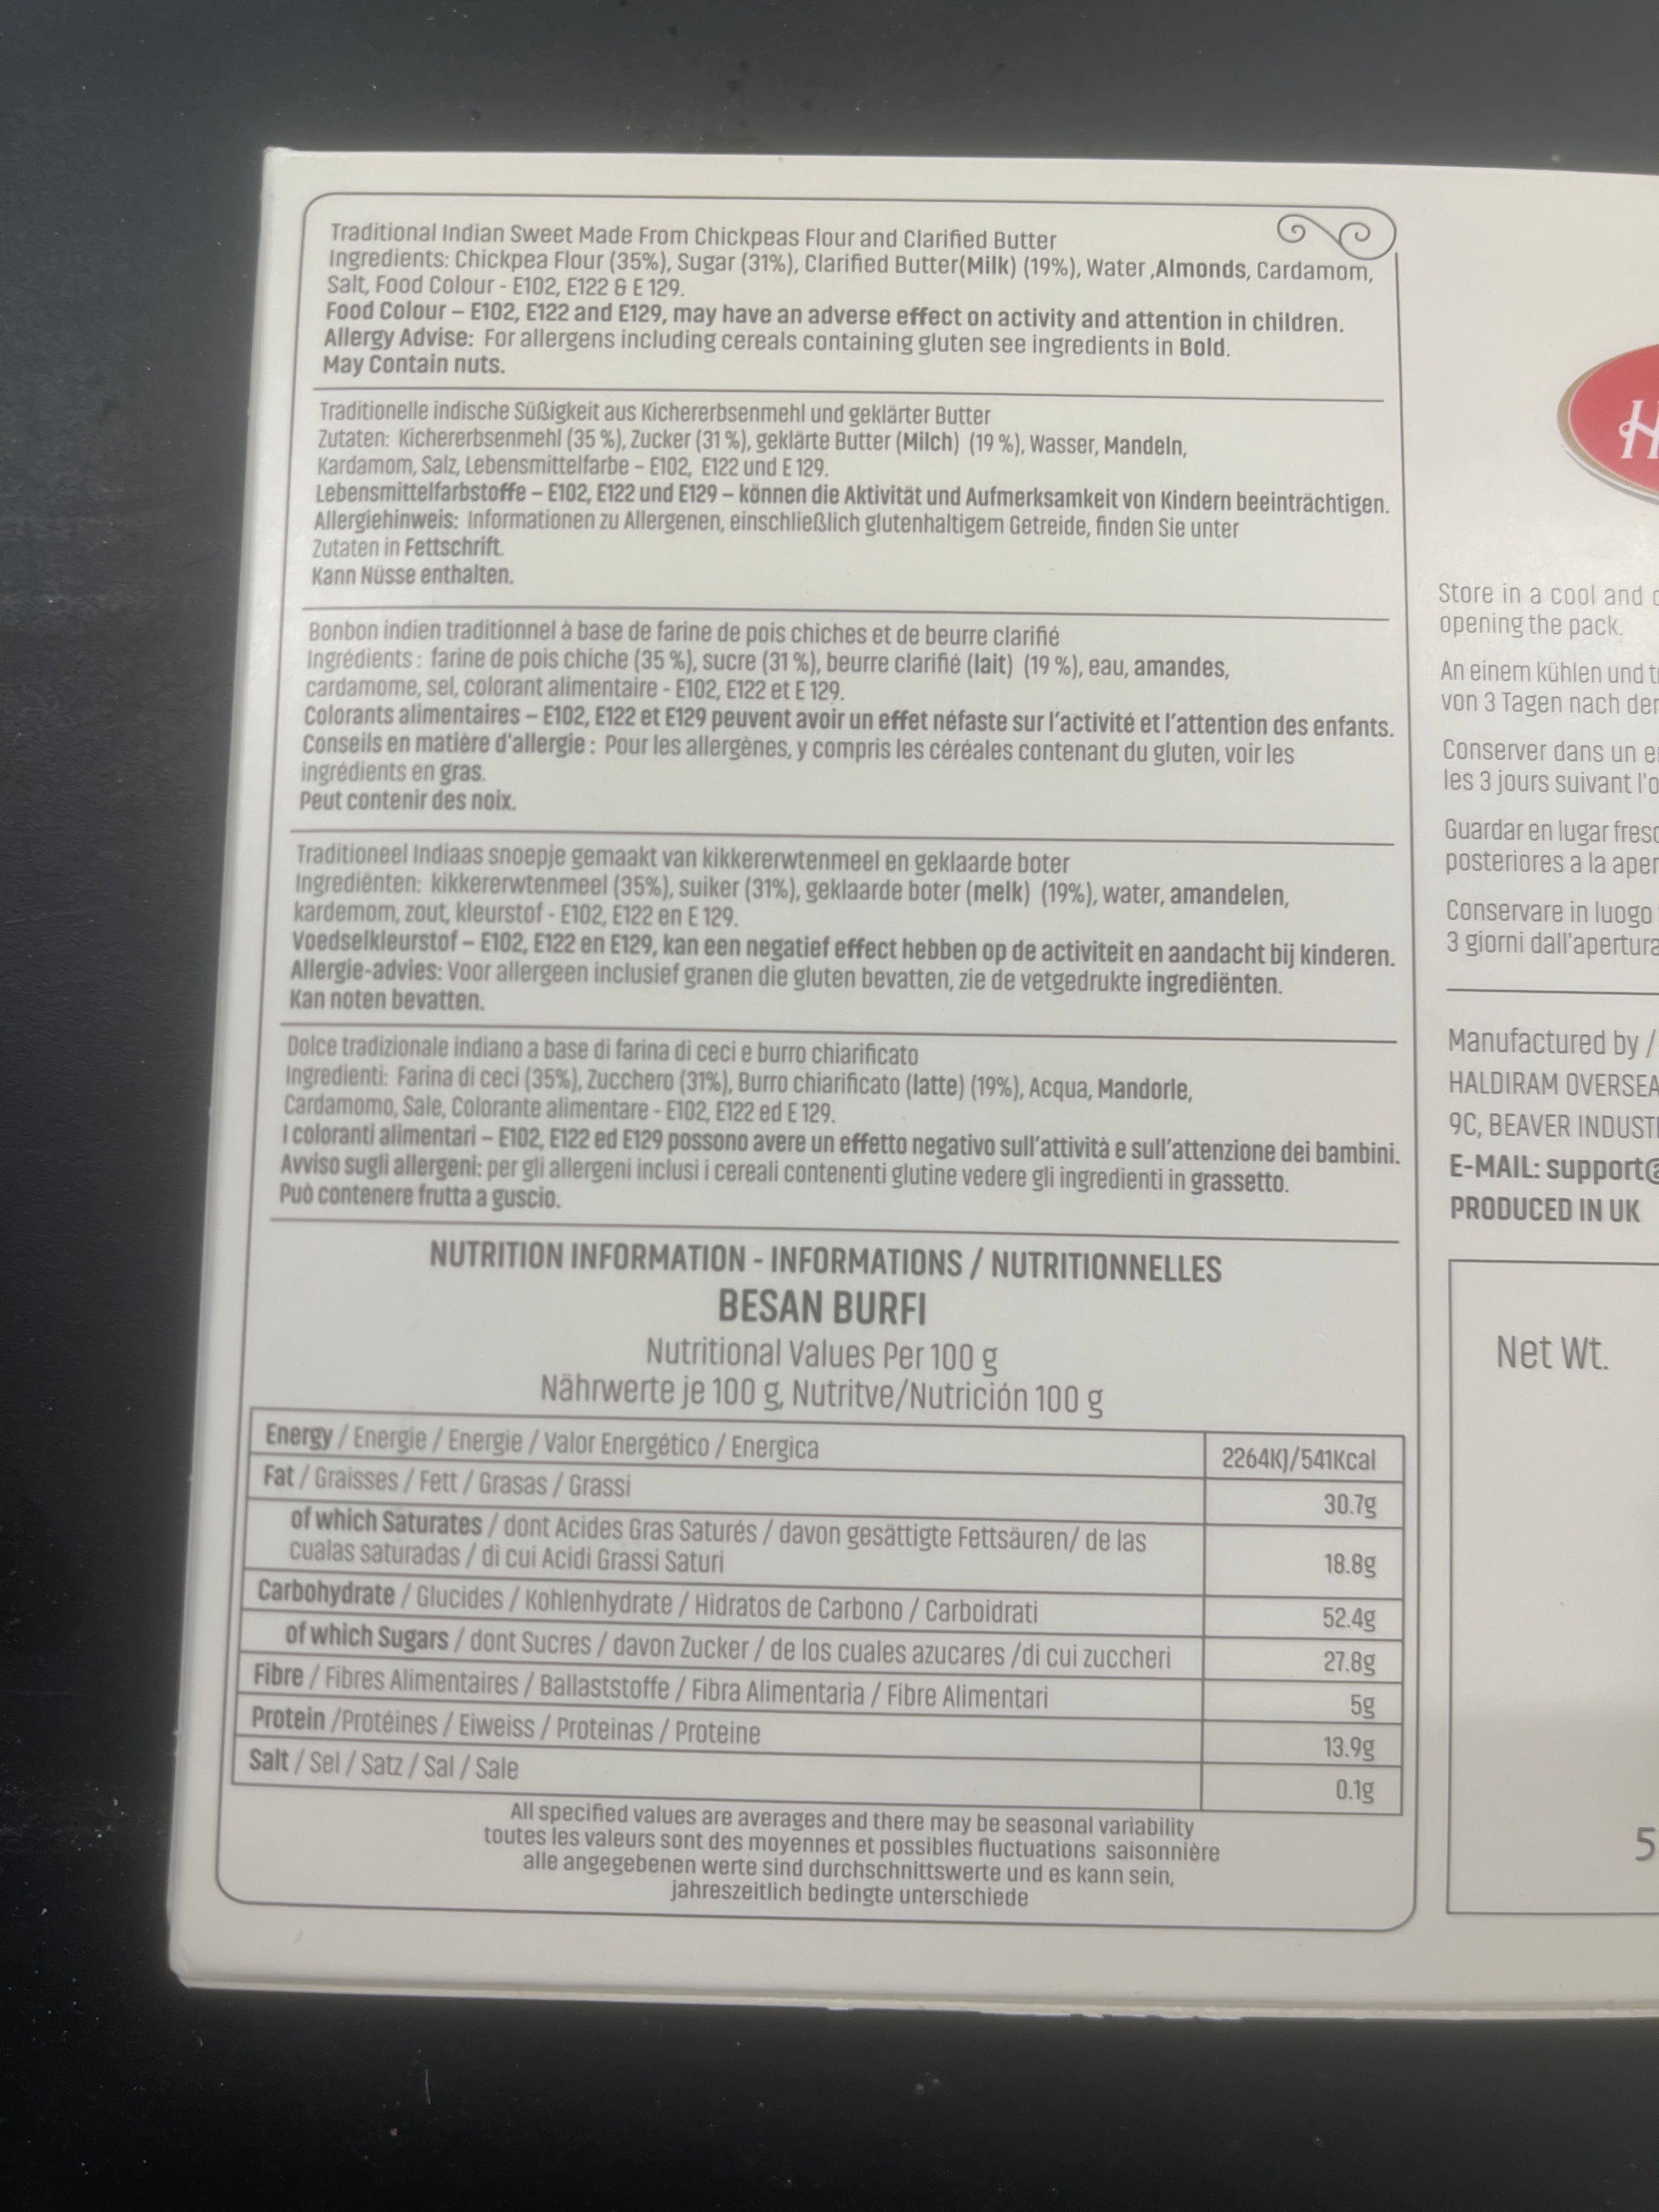 Traditional Indian Sweet Made From Chickpeas Flour and Clarified Butter
Ingredients: Chickpea Flour (35%), Sugar (31%), Clarified Butter(Milk) (19%), Water ,Almonds, Cardamom,
Salt, Food Colour - E102, E122 & E 129.
Food Colour – E102, E122 and E129, may have an adverse effect on activity and attention in children.
Allergy Advise: For allergens including cereals containing gluten see ingredients in Bold.
May Contain nuts.
Traditionelle indische Süßigkeit aus Kichererbsenmehl und geklärter Butter
Zutaten: Kichererbsenmehl (35 %), Zucker (31 %), geklärte Butter (Milch) (19 %), Wasser, Mandeln,
Kardamom, Salz, Lebensmittelfarbe – E102, E122 und E 129.
Lebensmittelfarbstoffe – E102, E122 und E129 – können die Aktivität und Aufmerksamkeit von Kindern beeinträchtigen.
Allergiehinweis: Informationen zu Allergenen, einschließlich glutenhaltigem Getreide, finden Sie unter
Zutaten in Fettschrift.
Kann Nüsse enthalten.
Bonbon indien traditionnel à base de farine de pois chiches et de beurre clarifié
Ingrédients : farine de pois chiche (35 %), sucre (31 %), beurre clarifié (lait) (19 %), eau, amandes,
cardamome, sel, colorant alimentaire - E102, E122 et E 129.
Colorants alimentaires – E102, E122 et E129 peuvent avoir un effet néfaste sur l'activité et l'attention des enfants.
Conseils en matière d'allergie : Pour les allergènes, y compris les céréales contenant du gluten, voir les
ingrédients en gras.
Peut contenir des noix.
Traditioneel Indiaas snoepje gemaakt van kikkererwtenmeel en geklaarde boter
Ingrediënten: kikkererwtenmeel (35%), suiker (31%), geklaarde boter (melk) (19%), water, amandelen,
kardemom, zout, kleurstof - E102, E122 en E 129.
Voedselkleurstof – E102, E122 en E129, kan een negatief effect hebben op de activiteit en aandacht bij kinderen.
Allergie-advies: Voor allergeen inclusief granen die gluten bevatten, zie de vetgedrukte ingrediënten.
Kan noten bevatten.
Dolce tradizionale indiano a base di farina di ceci e burro chiarificato
Ingredienti: Farina di ceci (35%), Zucchero (31%), Burro chiarificato (latte) (19%), Acqua, Mandorle,
Cardamomo, Sale, Colorante alimentare - E102, E122 ed E 129.
I coloranti alimentari – E102, E122 ed E129 possono avere un effetto negativo sull'attività e sull'attenzione dei bambini.
Avviso sugli allergeni: per gli allergeni inclusi i cereali contenenti glutine vedere gli ingredienti in grassetto.
Può contenere frutta a guscio.
NUTRITION INFORMATION - INFORMATIONS / NUTRITIONNELLES
BESAN BURFI
Nutritional Values Per 100 g
Nährwerte je 100 g, Nutritve/Nutrición 100 g
Energy / Energie / Energie / Valor Energético / Energica 2264KJ/541Kcal
Fat / Graisses / Fett / Grasas / Grassi 30.7g
of which Saturates / dont Acides Gras Saturés / davon gesättigte Fettsäuren/ de las
cualas saturadas / di cui Acidi Grassi Saturi 18.8g
Carbohydrate / Glucides / Kohlenhydrate / Hidratos de Carbono / Carboidrati 52.4g
of which Sugars / dont Sucres / davon Zucker / de los cuales azucares /di cui zuccheri 27.8g
Fibre / Fibres Alimentaires / Ballaststoffe / Fibra Alimentaria / Fibre Alimentari 5g
Protein /Protéines / Eiweiss / Proteinas / Proteine 13.9g
Salt / Sel / Satz / Sal / Sale 0.1g
All specified values are averages and there may be seasonal variability
toutes les valeurs sont des moyennes et possibles fluctuations saisonnière
alle angegebenen werte sind durchschnittswerte und es kann sein,
jahreszeitlich bedingte unterschiede
H
Store in a cool and
opening the pack.
An einem kühlen und
von 3 Tagen nach der
Conserver dans un
les 3 jours suivant
Guardar en lugar
posteriores a la
Conservare in luogo
3 giorni dall'apertura
Manufactured by /
HALDIRAM
9C, BEAVER
E-MAIL: support@
PRODUCED IN UK
Net Wt.
5